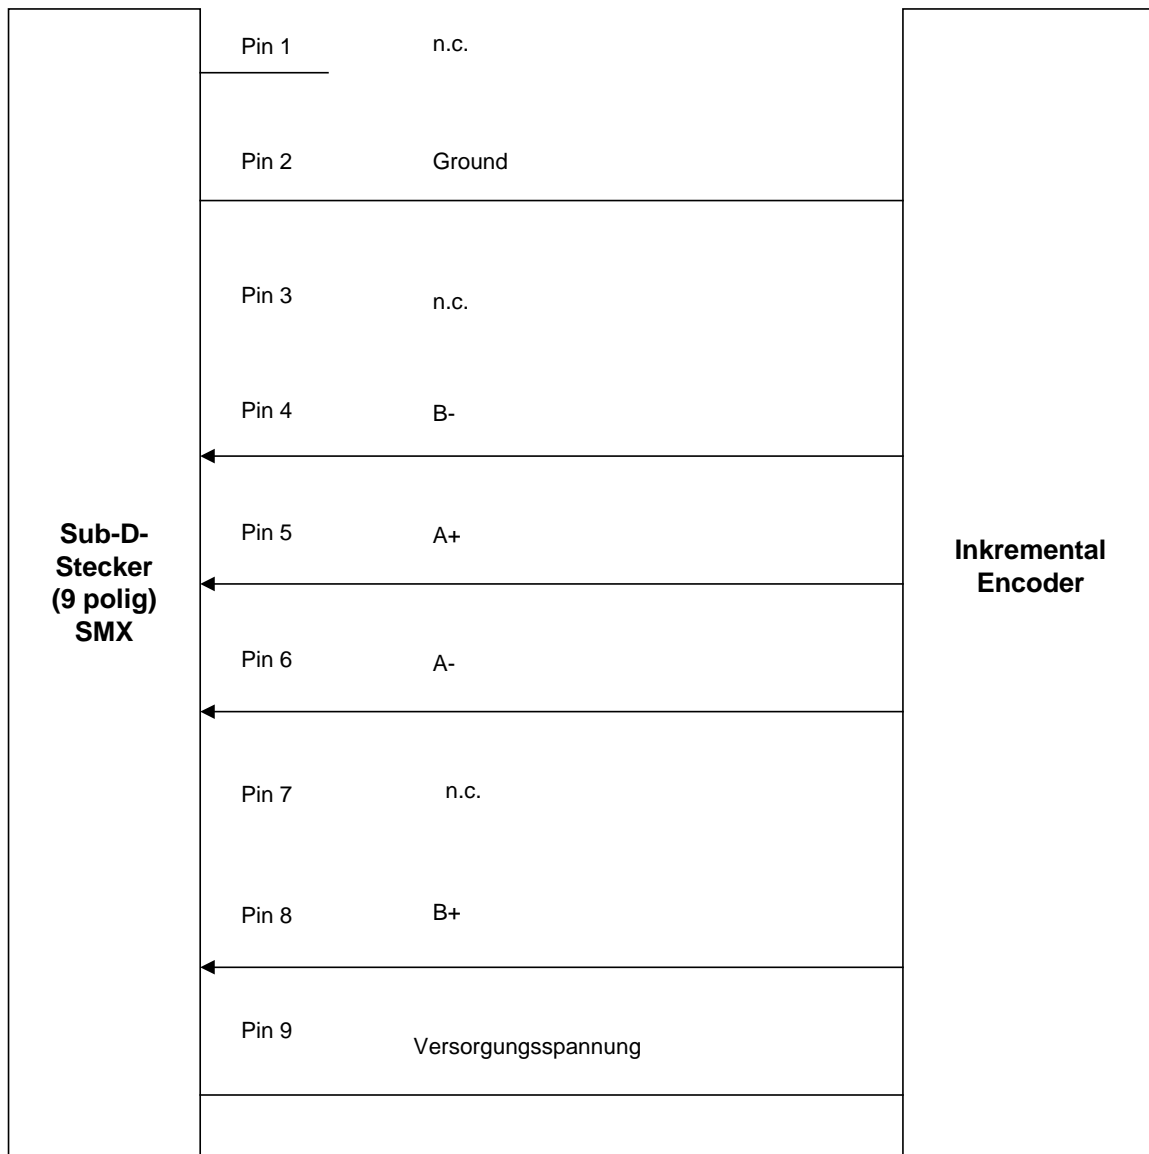 Pin 1
n.c.
Pin 2
Ground
Pin 3
n.c.
Pin 4
B-
Pin 5
A+
Pin 6
A-
Pin 7
n.c.
Pin 8
B+
Pin 9
Versorgungsspannung
Sub-D-
Stecker
(9 polig)
SMX
Inkremental
Encoder